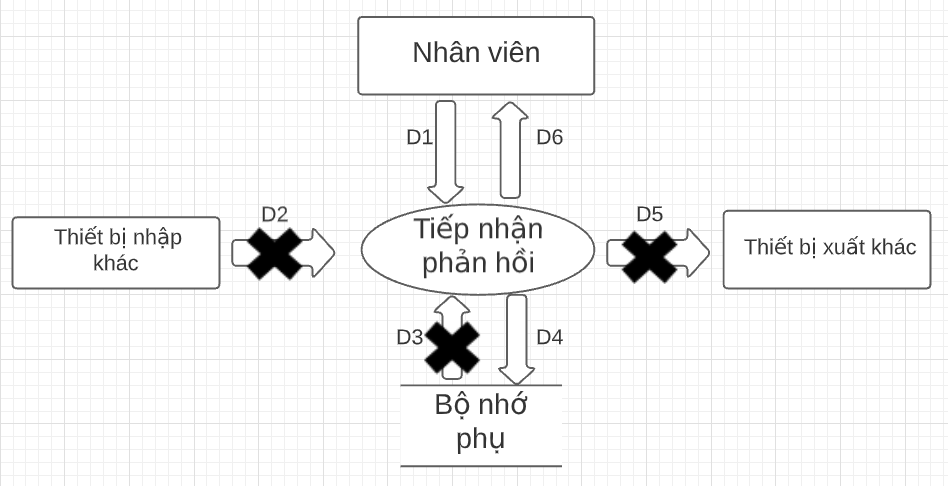 Nhân viên
D1
D6
D2
D5
Thiết bị nhập
khác
Tiếp nhận
phản hồi
Thiết bị xuất khác
D3
D4
Bộ nhớ
phụ